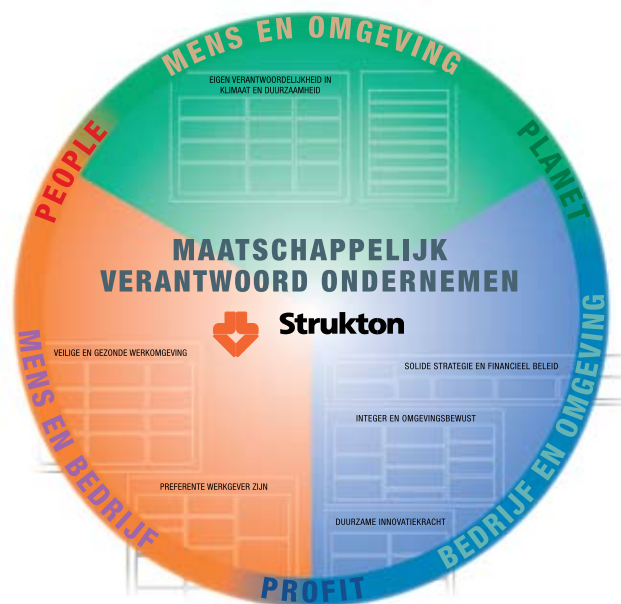 MENS EN OMGEVING
EIGEN VERANTWOORDELIJKHEID IN
KLIMAAT EN DUURZAAMHEID
PEOPLE
PLANET
MAATSCHAPPELIJK
VERANTWOORD ONDERNEMEN
Strukton
VEILIGE EN GEZONDE WERKOMGEVING
SOLIDE STRATEGIE EN FINANCIEEL BELEID
MENS EN BEDRIJF
BEDRIJF EN OMGEVING
INTEGER EN OMGEVINGSBEWUST
PREFERENTE WERKGEVER ZIJN
DUURZAME INNOVATIEKRACHT
PROFIT